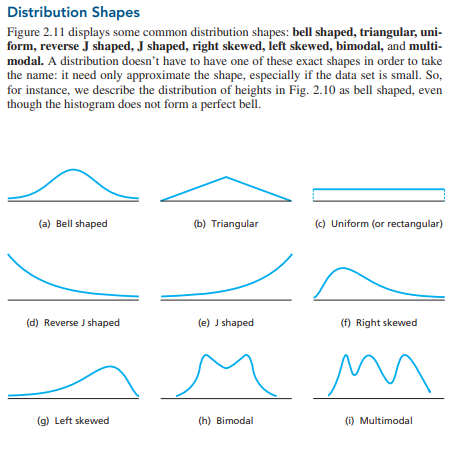 Distribution Shapes
Figure 2.11 displays some common distribution shapes: bell shaped, triangular, uni-
form, reverse J shaped, J shaped, right skewed, left skewed, bimodal, and multi-
modal. A distribution doesn't have to have one of these exact shapes in order to take
the name: it need only approximate the shape, especially if the data set is small. So,
for instance, we describe the distribution of heights in Fig. 2.10 as bell shaped, even
though the histogram does not form a perfect bell.
(a) Bell shaped
(b) Triangular
(c) Uniform (or rectangular)
(d) Reverse J shaped
(e) J shaped
(f) Right skewed
(g) Left skewed
(h) Bimodal
(i) Multimodal